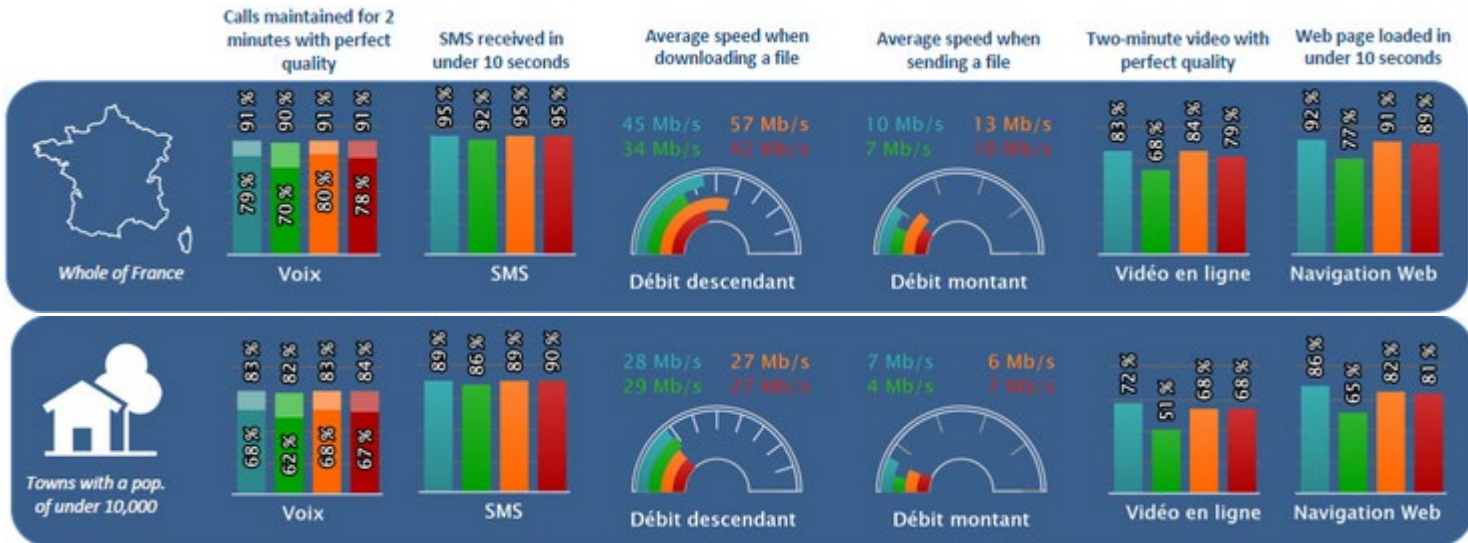 Calls maintained for 2
minutes with perfect
quality
SMS received in
under 10 seconds
Average speed when
downloading a file
Average speed when
sending a file
Two-minute video with
perfect quality
Web page loaded in
under 10 seconds
91 % 90 % 91 % 91 %
79 % 70 % 80 % 78 %
Voix
95 % 92 % 95 % 95 %
SMS
45 Mb/s 57 Mb/s
34 Mb/s 42 Mb/s
Débit descendant
10 Mb/s 13 Mb/s
7 Mb/s 10 Mb/s
Débit montant
83 % 68 % 84 % 79 %
Vidéo en ligne
92 % 77 % 91 % 89 %
Navigation Web
Whole of France
83 % 82 % 83 % 84 %
68 % 62 % 68 % 67 %
Voix
89 % 86 % 89 % 90 %
SMS
28 Mb/s 27 Mb/s
29 Mb/s 27 Mb/s
Débit descendant
7 Mb/s 6 Mb/s
4 Mb/s 7 Mb/s
Débit montant
72 % 51 % 68 % 68 %
Vidéo en ligne
86 % 65 % 82 % 81 %
Navigation Web
Towns with a pop.
of under 10,000